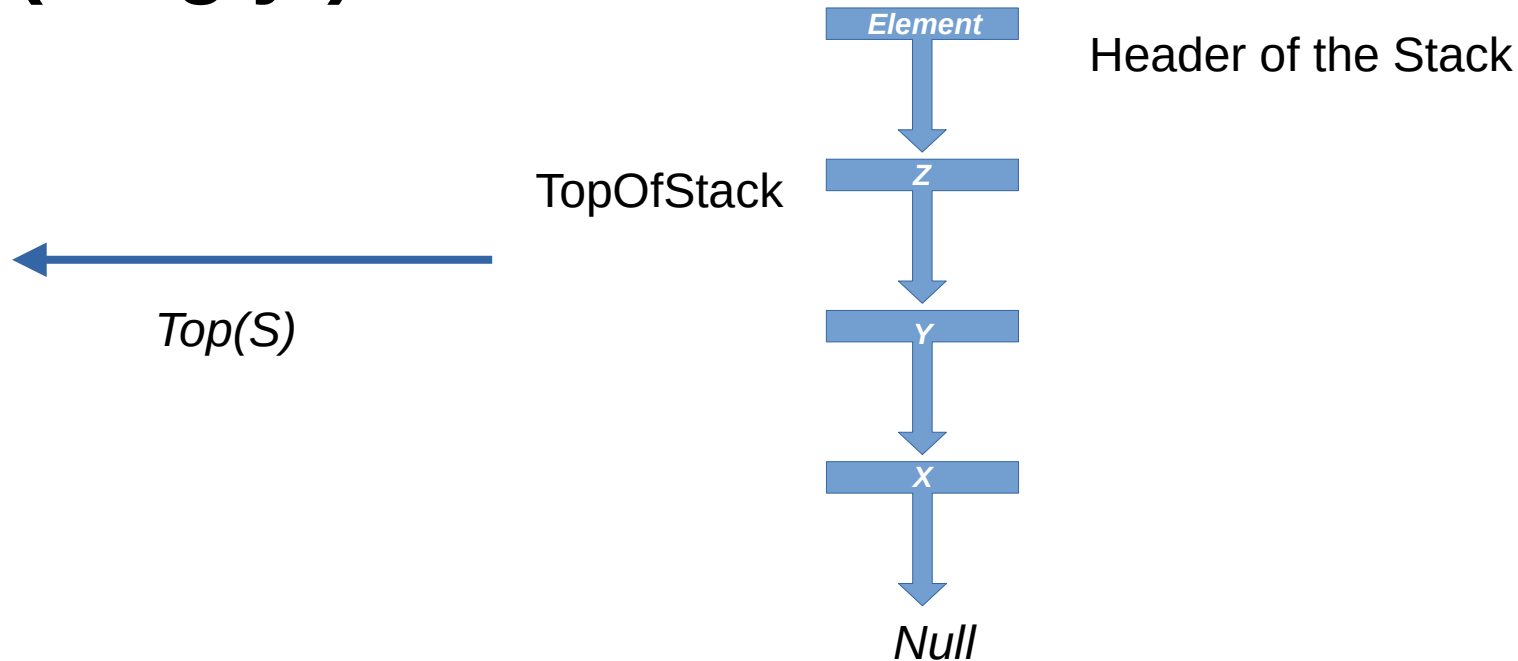 Element
Header of the Stack
Z
TopOfStack
Top(S)
Y
X
Null